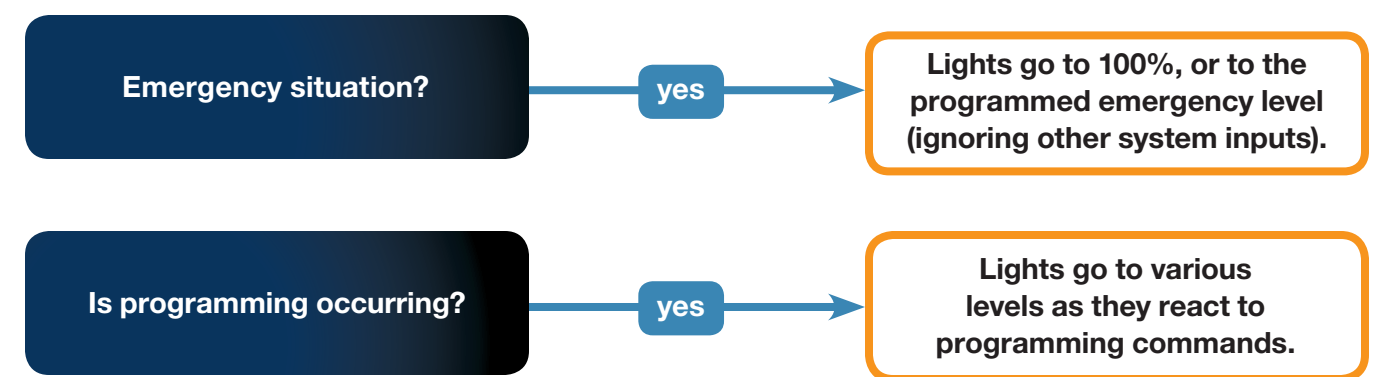 Emergency situation?
yes
Lights go to 100%, or to the
programmed emergency level
(ignoring other system inputs).
Is programming occurring?
yes
Lights go to various
levels as they react to
programming commands.